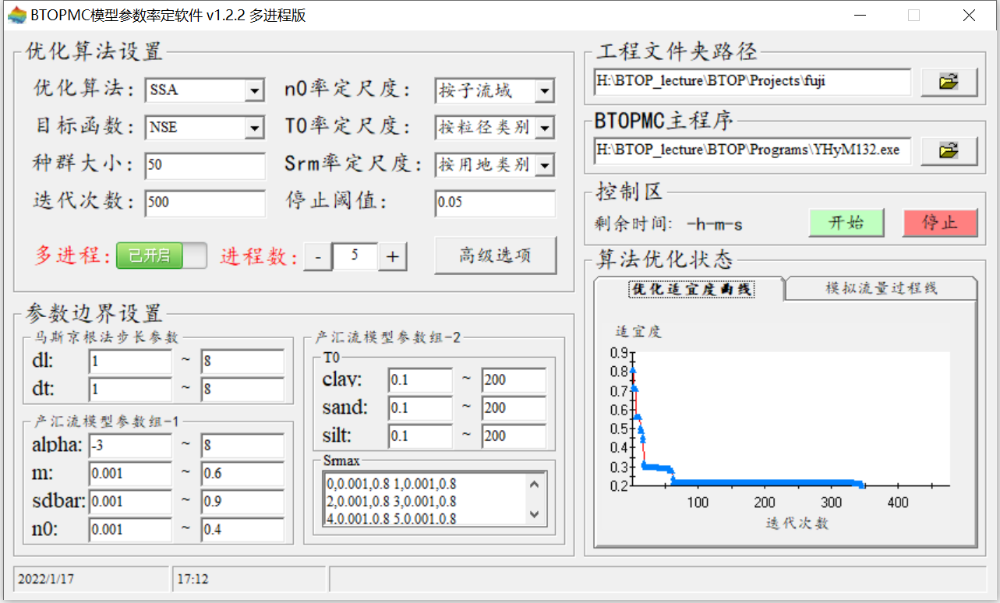 BTOPMC模型参数率定软件 v1.2.2 多进程版
优化算法设置
优化算法: SSA n0率定尺度: 按子流域
目标函数: NSE T0率定尺度: 按粒径类别
种群大小: 50 Srm率定尺度: 按用地类别
迭代次数: 500 停止阈值: 0.05
多进程: 已开启 进程数: - 5 + 高级选项
参数边界设置
马斯京根法步长参数
dl: 1 ~ 8
dt: 1 ~ 8
产汇流模型参数组-1
alpha: -3 ~ 8
m: 0.001 ~ 0.6
sdbar: 0.001 ~ 0.9
n0: 0.001 ~ 0.4
产汇流模型参数组-2
T0
clay: 0.1 ~ 200
sand: 0.1 ~ 200
silt: 0.1 ~ 200
Srmax
0,0.001,0.8 1,0.001,0.8
2,0.001,0.8 3,0.001,0.8
4,0.001,0.8 5,0.001,0.8
工程文件夹路径
H:\BTOP_lecture\BTOP\Projects\fuji
BTOPMC主程序
H:\BTOP_lecture\BTOP\Programs\YHyM132.exe
控制区
剩余时间: -h-m-s 开始 停止
算法优化状态
优化适宜度曲线 模拟流量过程线
适宜度
0.9
0.8
0.7
0.6
0.5
0.4
0.3
0.2
100 200 300 400
迭代次数
2022/1/17 17:12